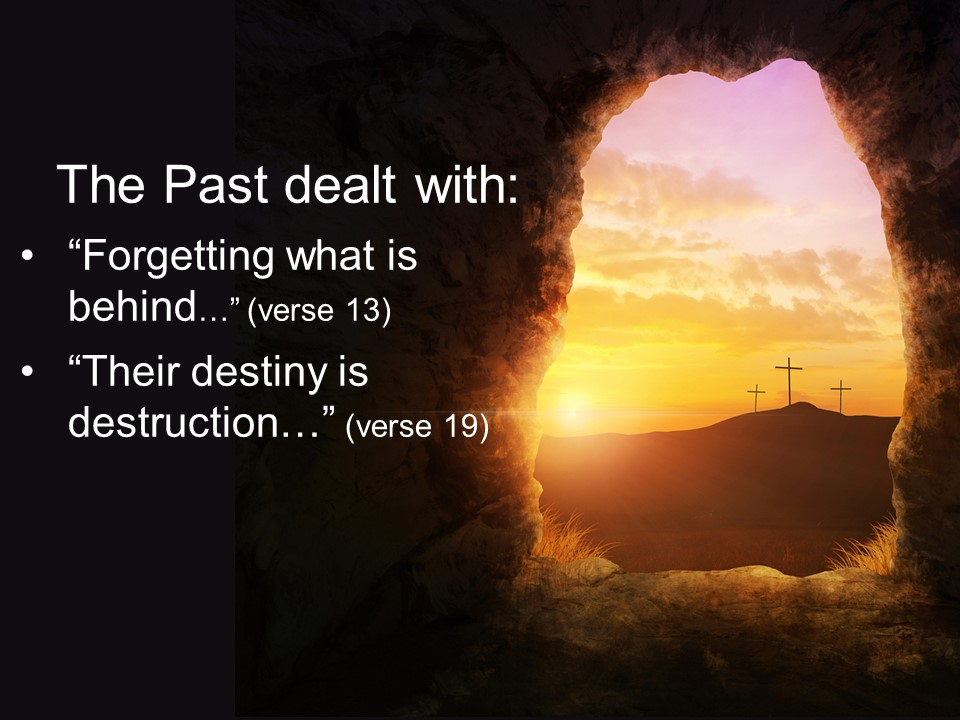 The Past dealt with:
• “Forgetting what is
behind…” (verse 13)
• “Their destiny is
destruction…” (verse 19)